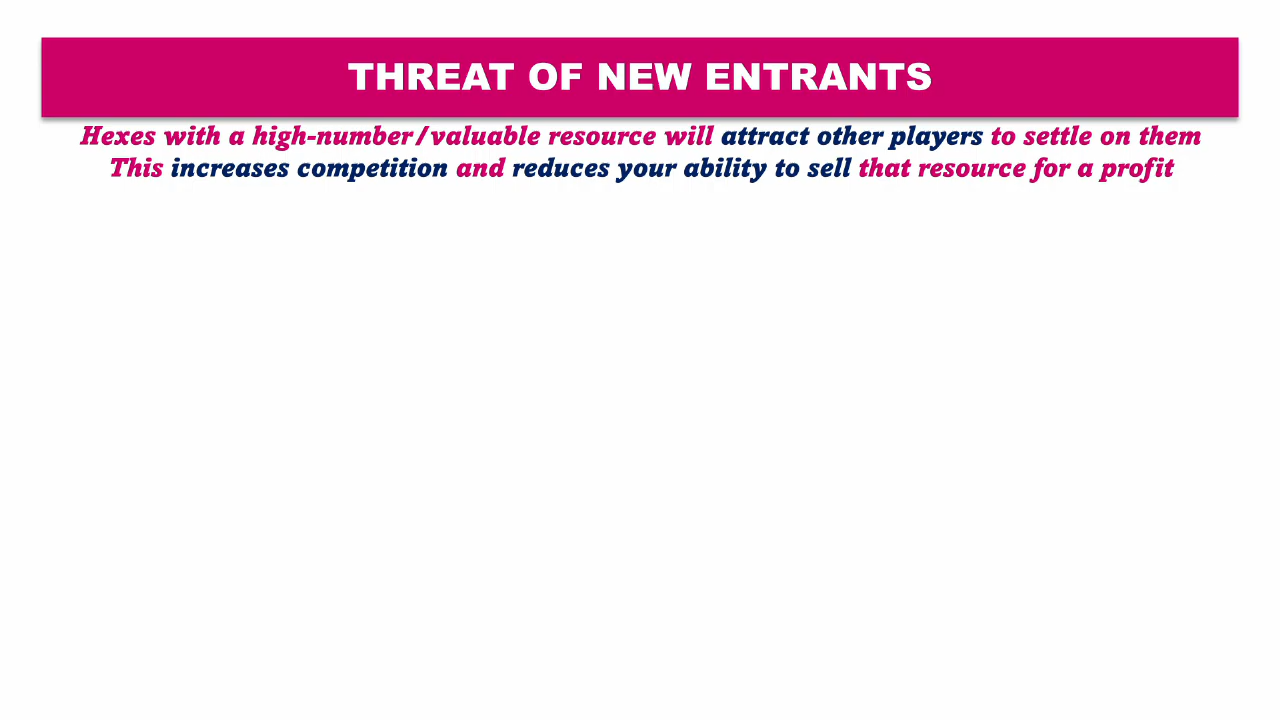 THREAT OF NEW ENTRANTS
Hexes with a high-number/valuable resource will attract other players to settle on them
This increases competition and reduces your ability to sell that resource for a profit